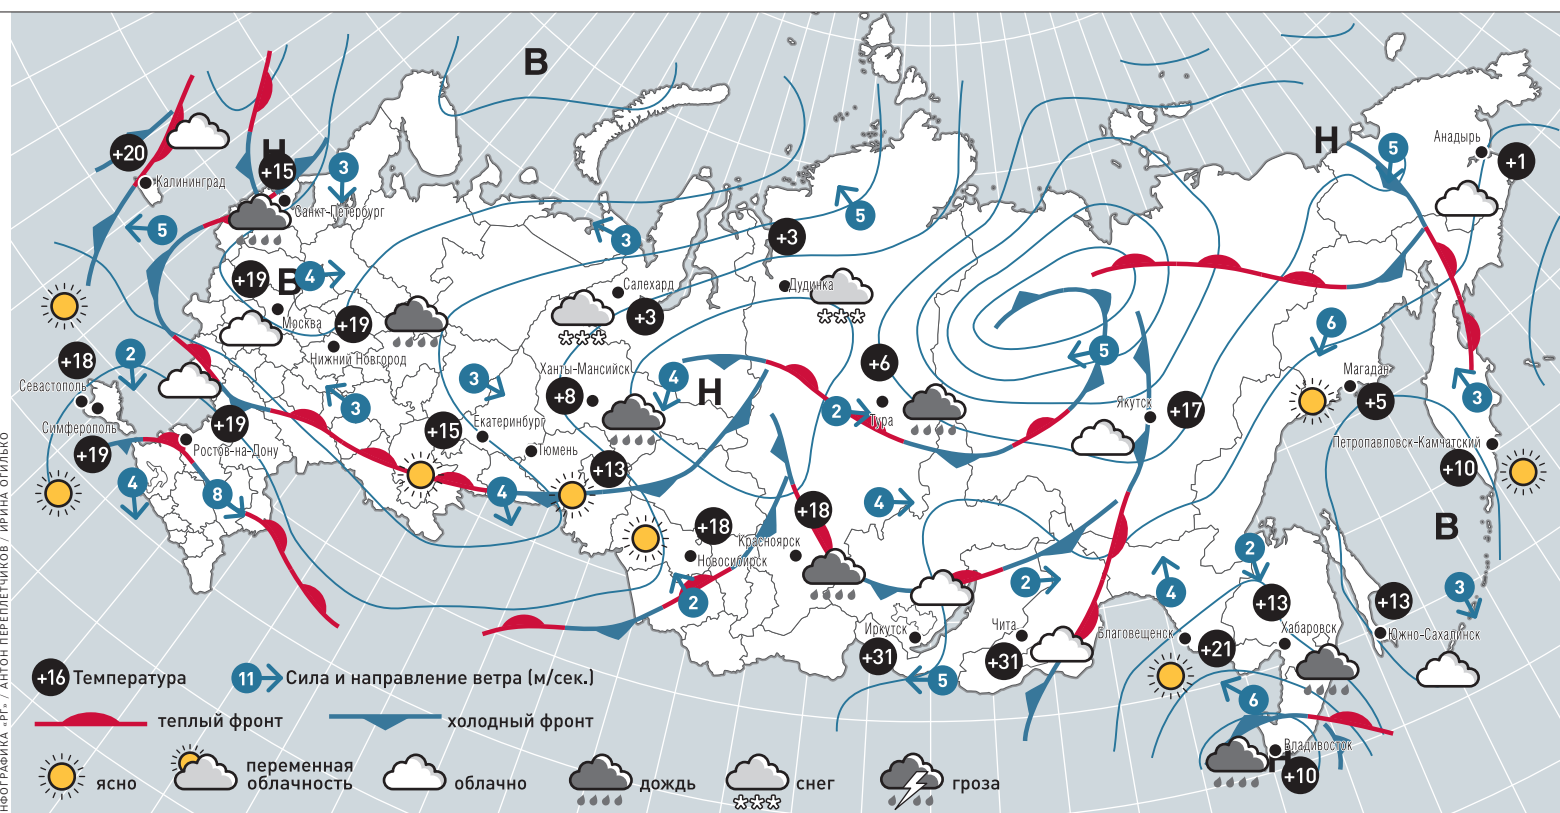 В
Н
+20
+15
3
Калининград
Санкт-Петербург
5
3
5
+3
+19
В
4
Москва
+19
Нижний Новгород
Салехард
+3
Дудинка
***
***
Н
5
Анадырь
+1
6
5
+18
2
Севастополь
Симферополь
+19
+19
Ростов-на-Дону
4
8
3
3
Ханты-Мансийск
+8
4
Н
+6
2
Тура
Якутск
+17
Магадан
+5
3
Петропавловск-Камчатский
+10
+15
Екатеринбург
Тюмень
+13
4
+18
Новосибирск
2
+18
Красноярск
4
2
Иркутск
+31
Чита
+31
5
В
2
4
+13
Хабаровск
Благовещенск
+21
+13
Южно-Сахалинск
3
6
Владивосток
Н
+10
+16 Температура
11 Сила и направление ветра (м/сек.)
теплый фронт
холодный фронт
ясно
переменная
облачность
облачно
дождь
***
снег
гроза
НФОГРАФИКА «РГ» / АНТОН ПЕРЕПЛЕТЧИКОВ / ИРИНА ОГИЛЬКО